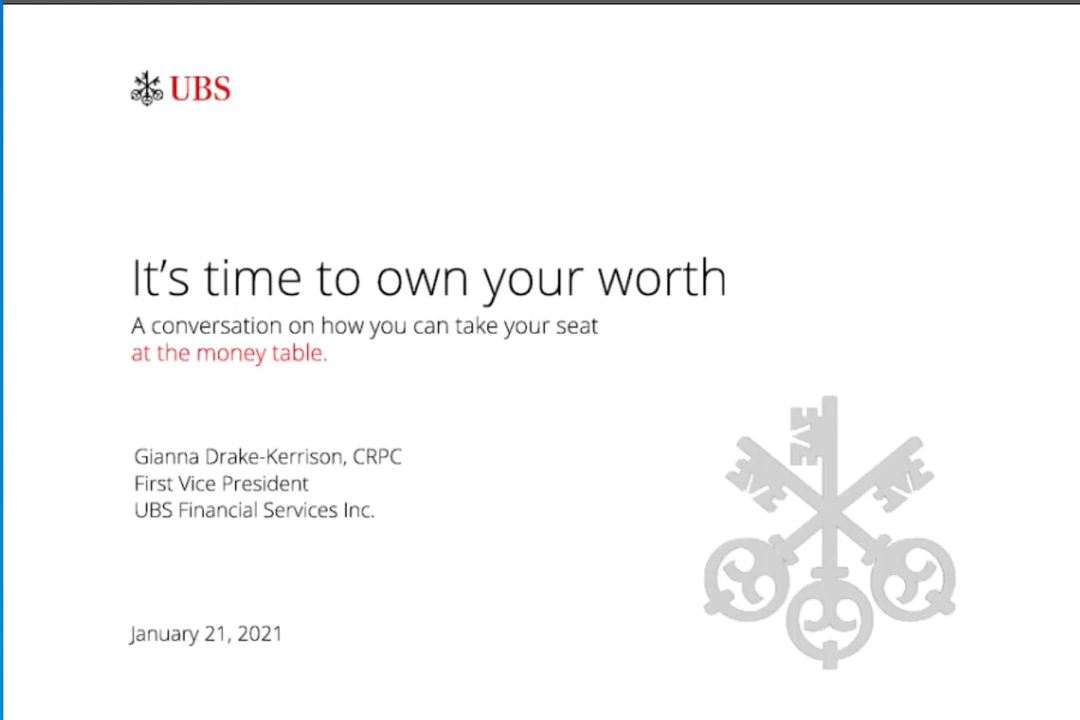 UBS
It's time to own your worth
A conversation on how you can take your seat
at the money table.
Gianna Drake-Kerrison, CRPC
First Vice President
UBS Financial Services Inc.
January 21, 2021